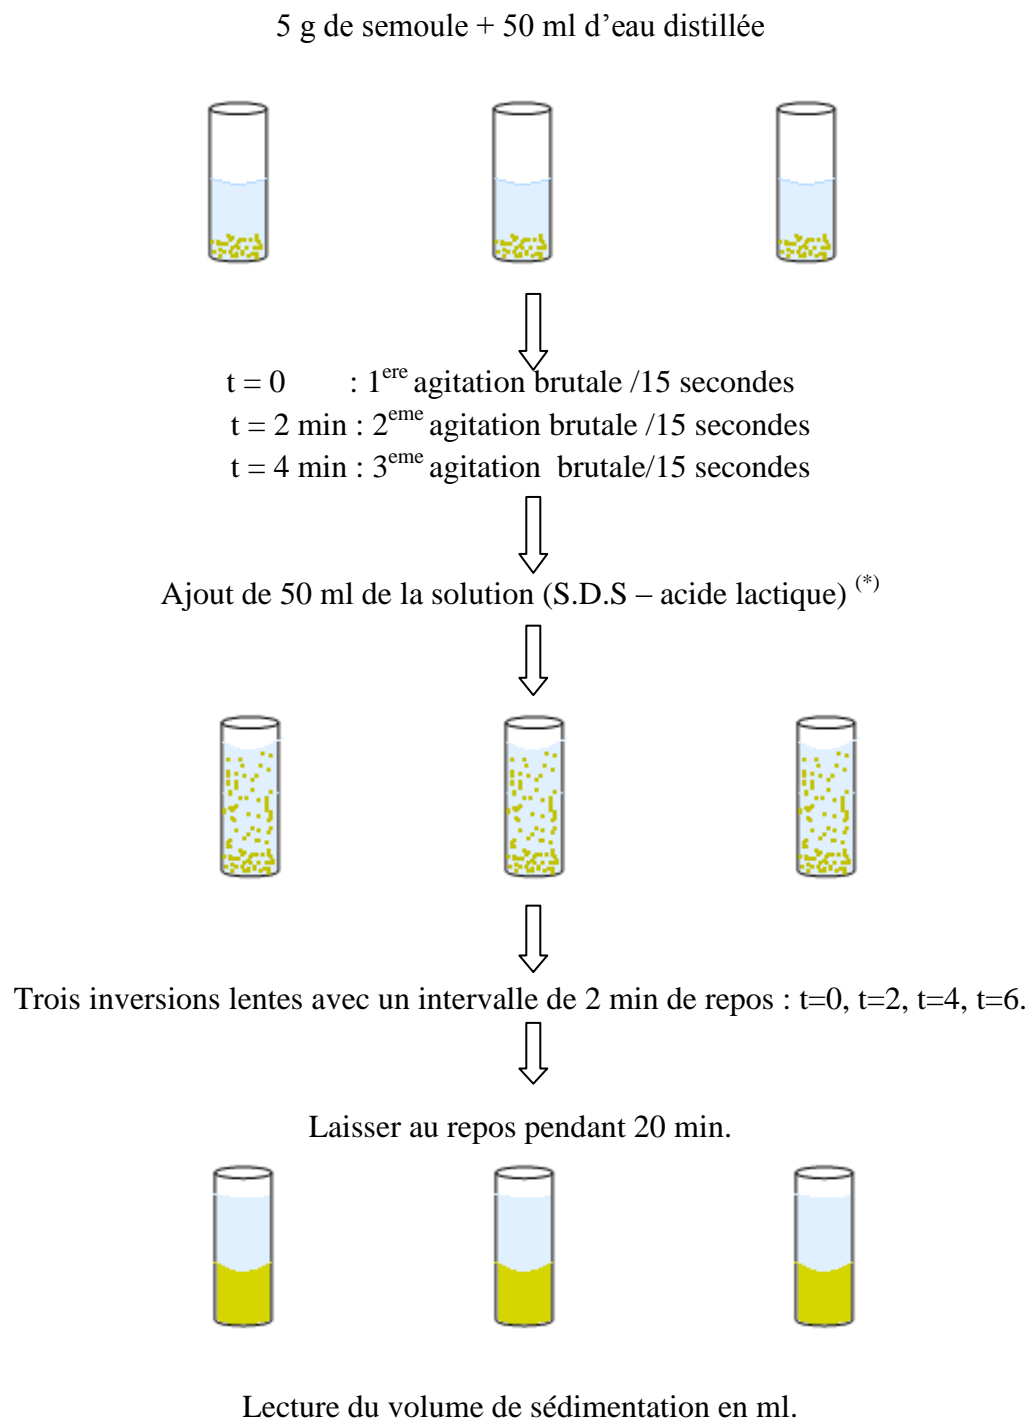 5 g de semoule + 50 ml d’eau distillée
t = 0 : 1ere agitation brutale /15 secondes
t = 2 min : 2eme agitation brutale /15 secondes
t = 4 min : 3eme agitation brutale/15 secondes
Ajout de 50 ml de la solution (S.D.S – acide lactique) (*)
Trois inversions lentes avec un intervalle de 2 min de repos : t=0, t=2, t=4, t=6.
Laisser au repos pendant 20 min.
Lecture du volume de sédimentation en ml.